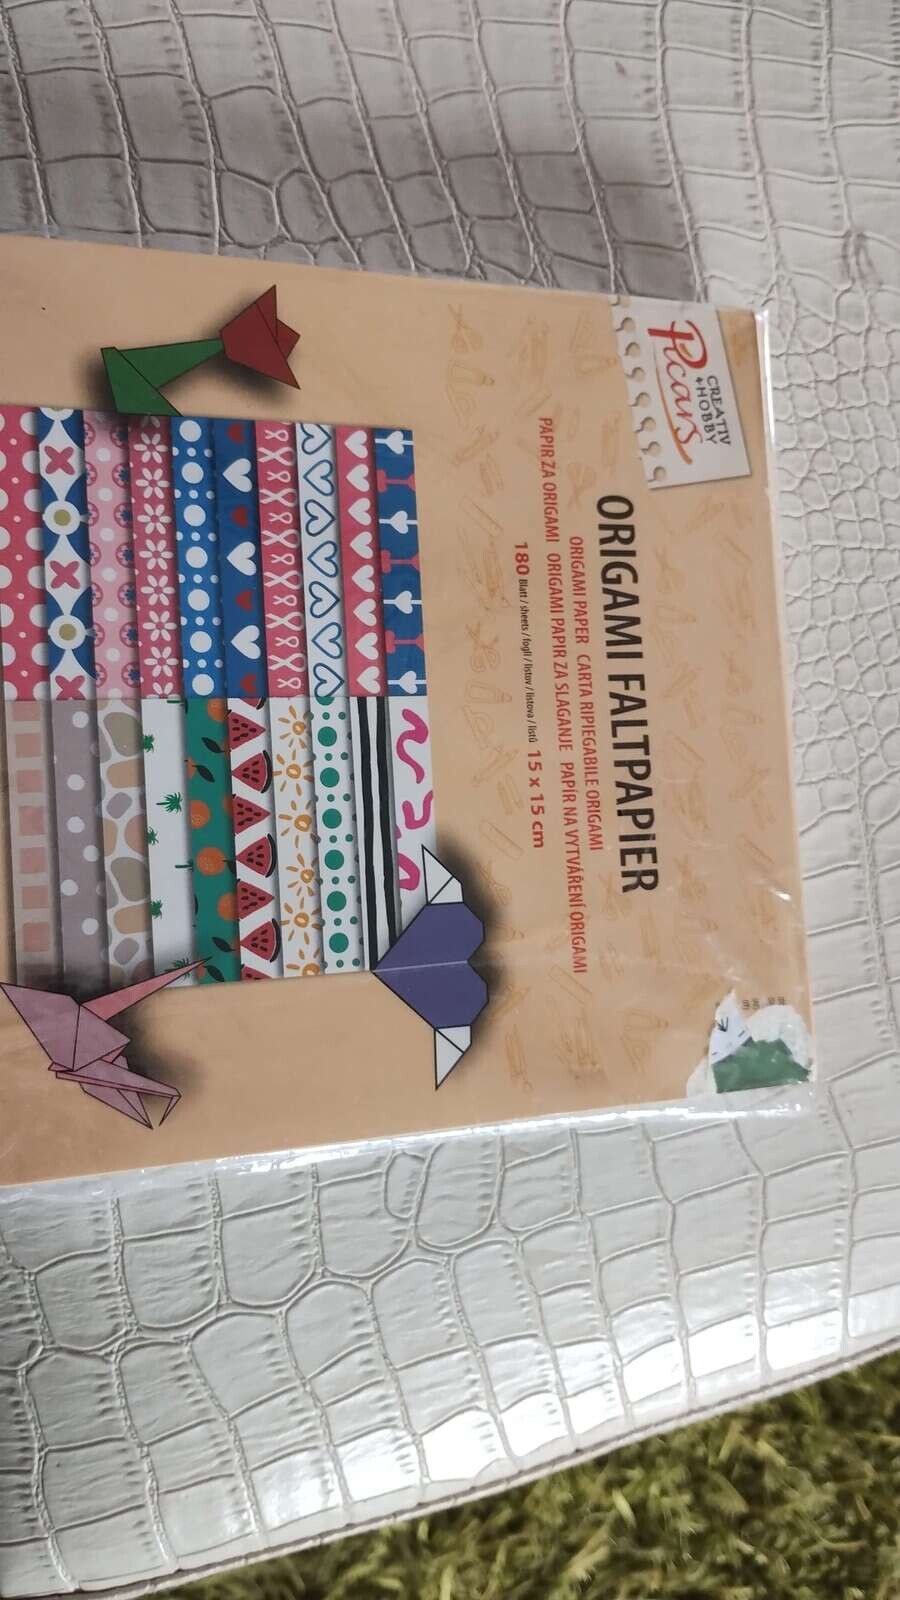 CREATIV
+HOBBY
Picars
ORIGAMI FALTPAPIER
ORIGAMI PAPER CARTA RIPIEGABILE ORIGAMI
PAPIR ZA ORIGAMI ORIGAMI PAPIR ZA SLAGANJE PAPÍR NA VYTVÁŘENÍ ORIGAMI
180 Blatt / sheets / fogli / listov / listova / listů 15 x 15 cm